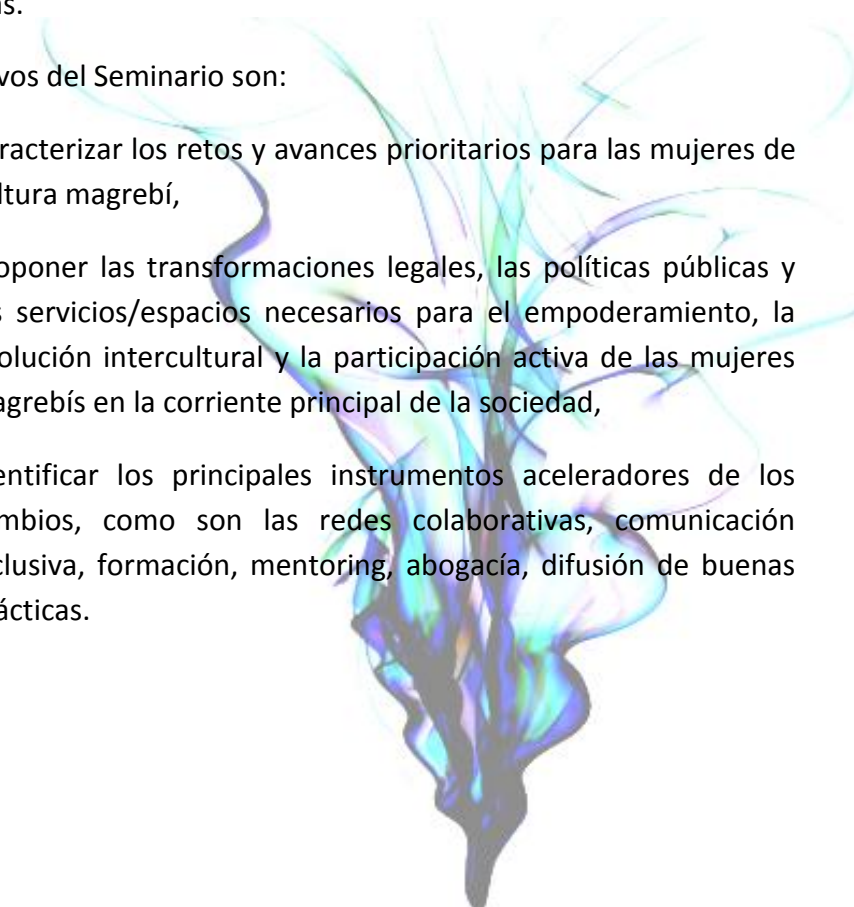 as.
vos del Seminario son:
racterizar los retos y avances prioritarios para las mujeres de
ltura magrebí,
oponer las transformaciones legales, las políticas públicas y
s servicios/espacios necesarios para el empoderamiento, la
olución intercultural y la participación activa de las mujeres
agrebís en la corriente principal de la sociedad,
entificar los principales instrumentos aceleradores de los
mbios, como son las redes colaborativas, comunicación
clusiva, formación, mentoring, abogacía, difusión de buenas
ácticas.